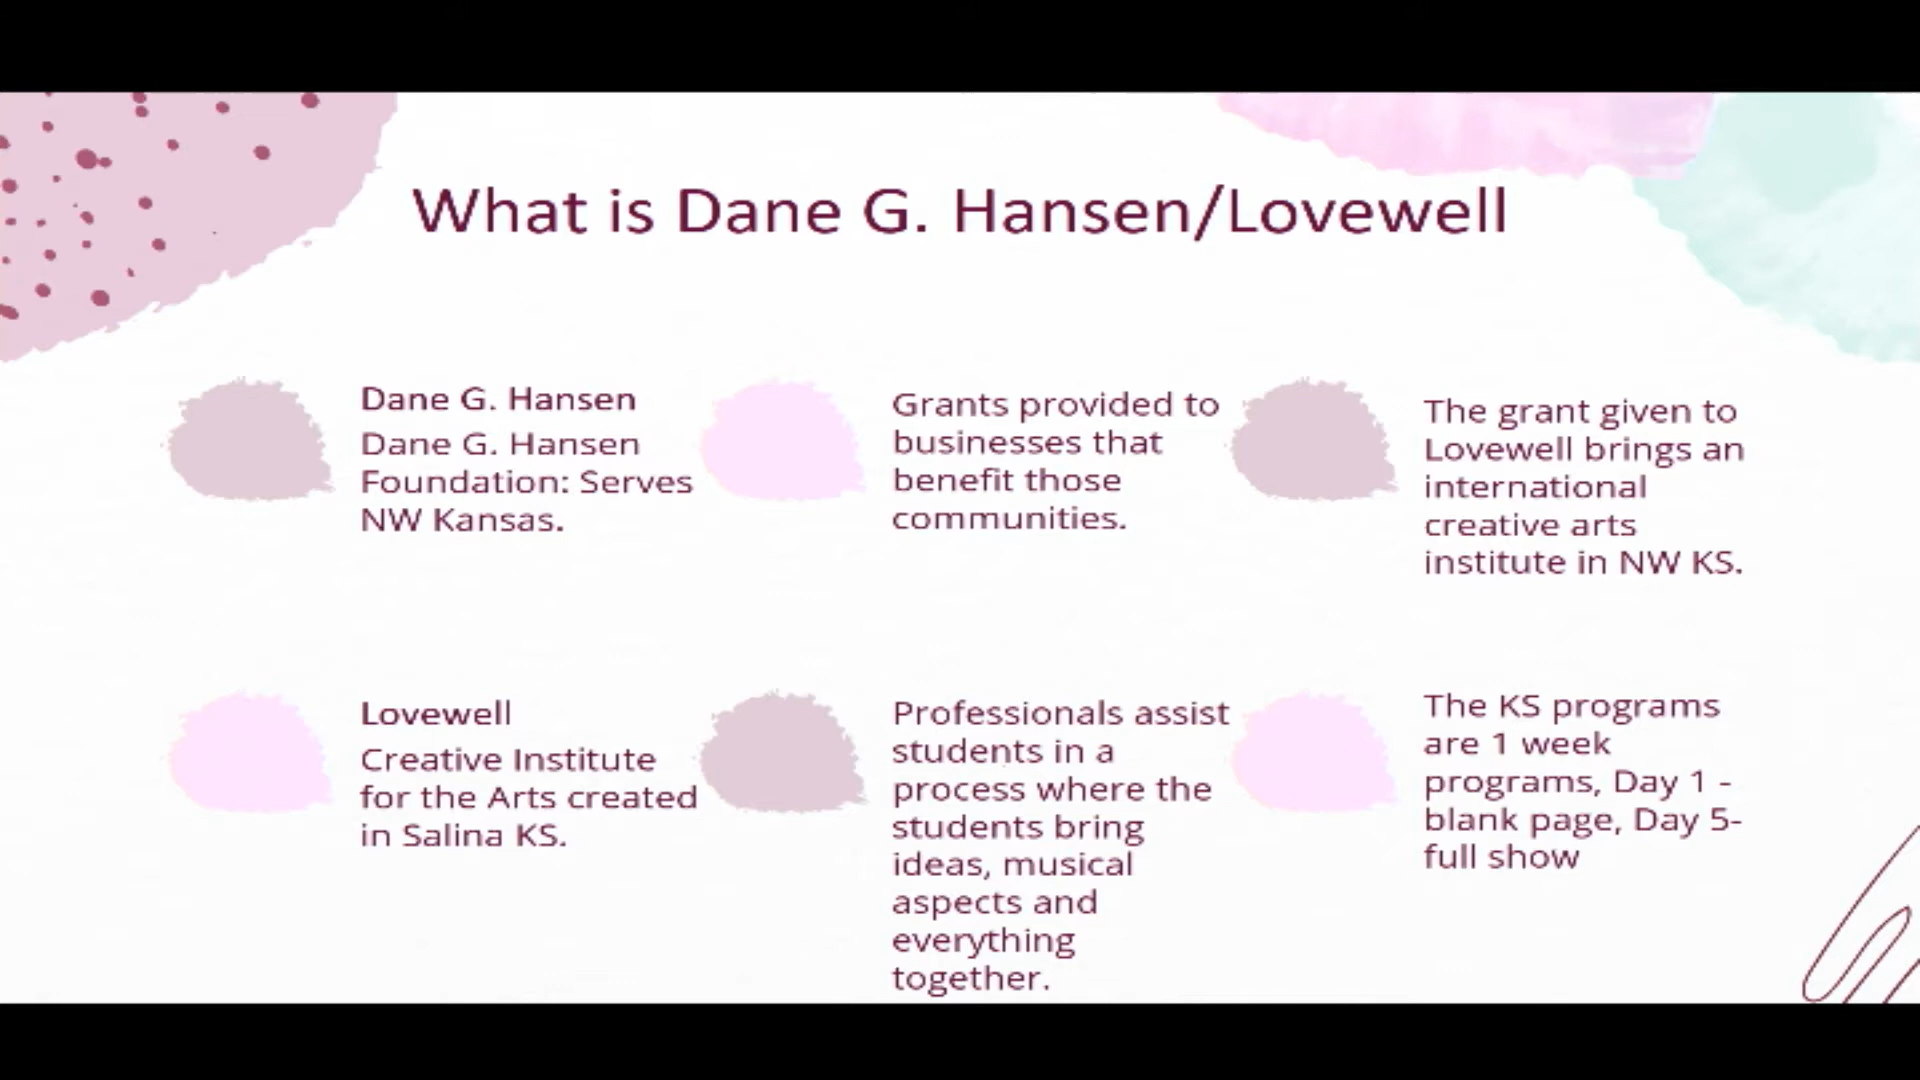 What is Dane G. Hansen/Lovewell
Dane G. Hansen
Dane G. Hansen
Foundation: Serves
NW Kansas.
Grants provided to
businesses that
benefit those
communities.
The grant given to
Lovewell brings an
international
creative arts
institute in NW KS.
Lovewell
Creative Institute
for the Arts created
in Salina KS.
Professionals assist
students in a
process where the
students bring
ideas, musical
aspects and
everything
together.
The KS programs
are 1 week
programs, Day 1 -
blank page, Day 5-
full show